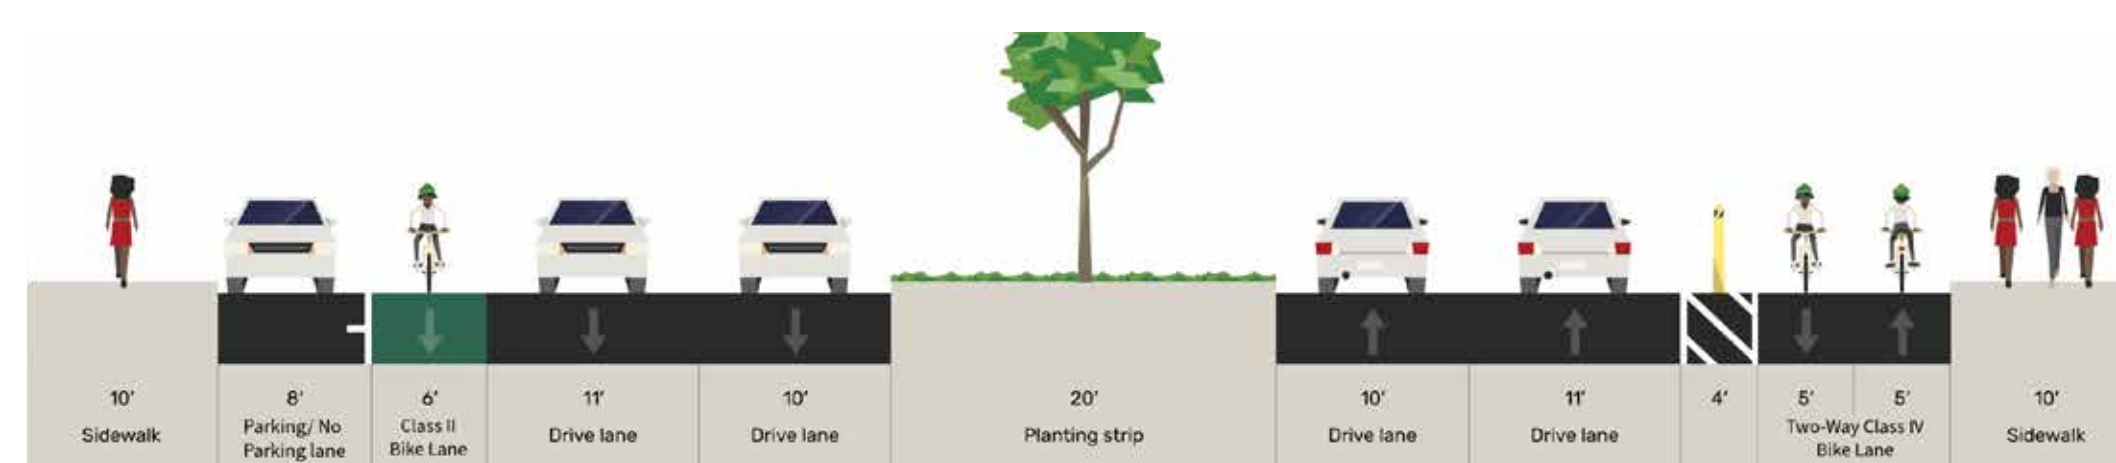 10' 8' 6' 11' 10' 20' 10' 11' 4' 5' 5' 10'
Sidewalk
Parking/ No
Parking lane
Class II
Bike Lane
Drive lane
Drive lane
Planting strip
Drive lane
Drive lane
Two-Way Class IV
Bike Lane
Sidewalk